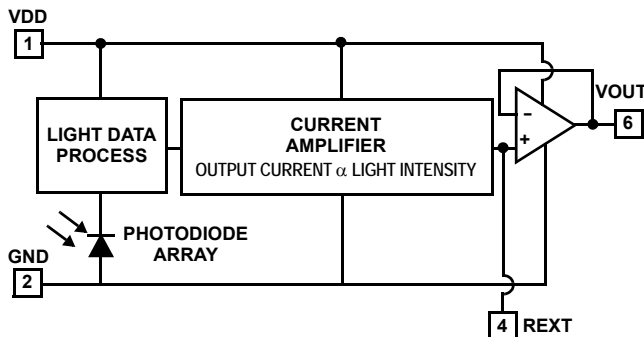 VDD
1
VOUT
6
LIGHT DATA
PROCESS
CURRENT
AMPLIFIER
OUTPUT CURRENT α LIGHT INTENSITY
−
+
PHOTODIODE
ARRAY
GND
2
4
REXT